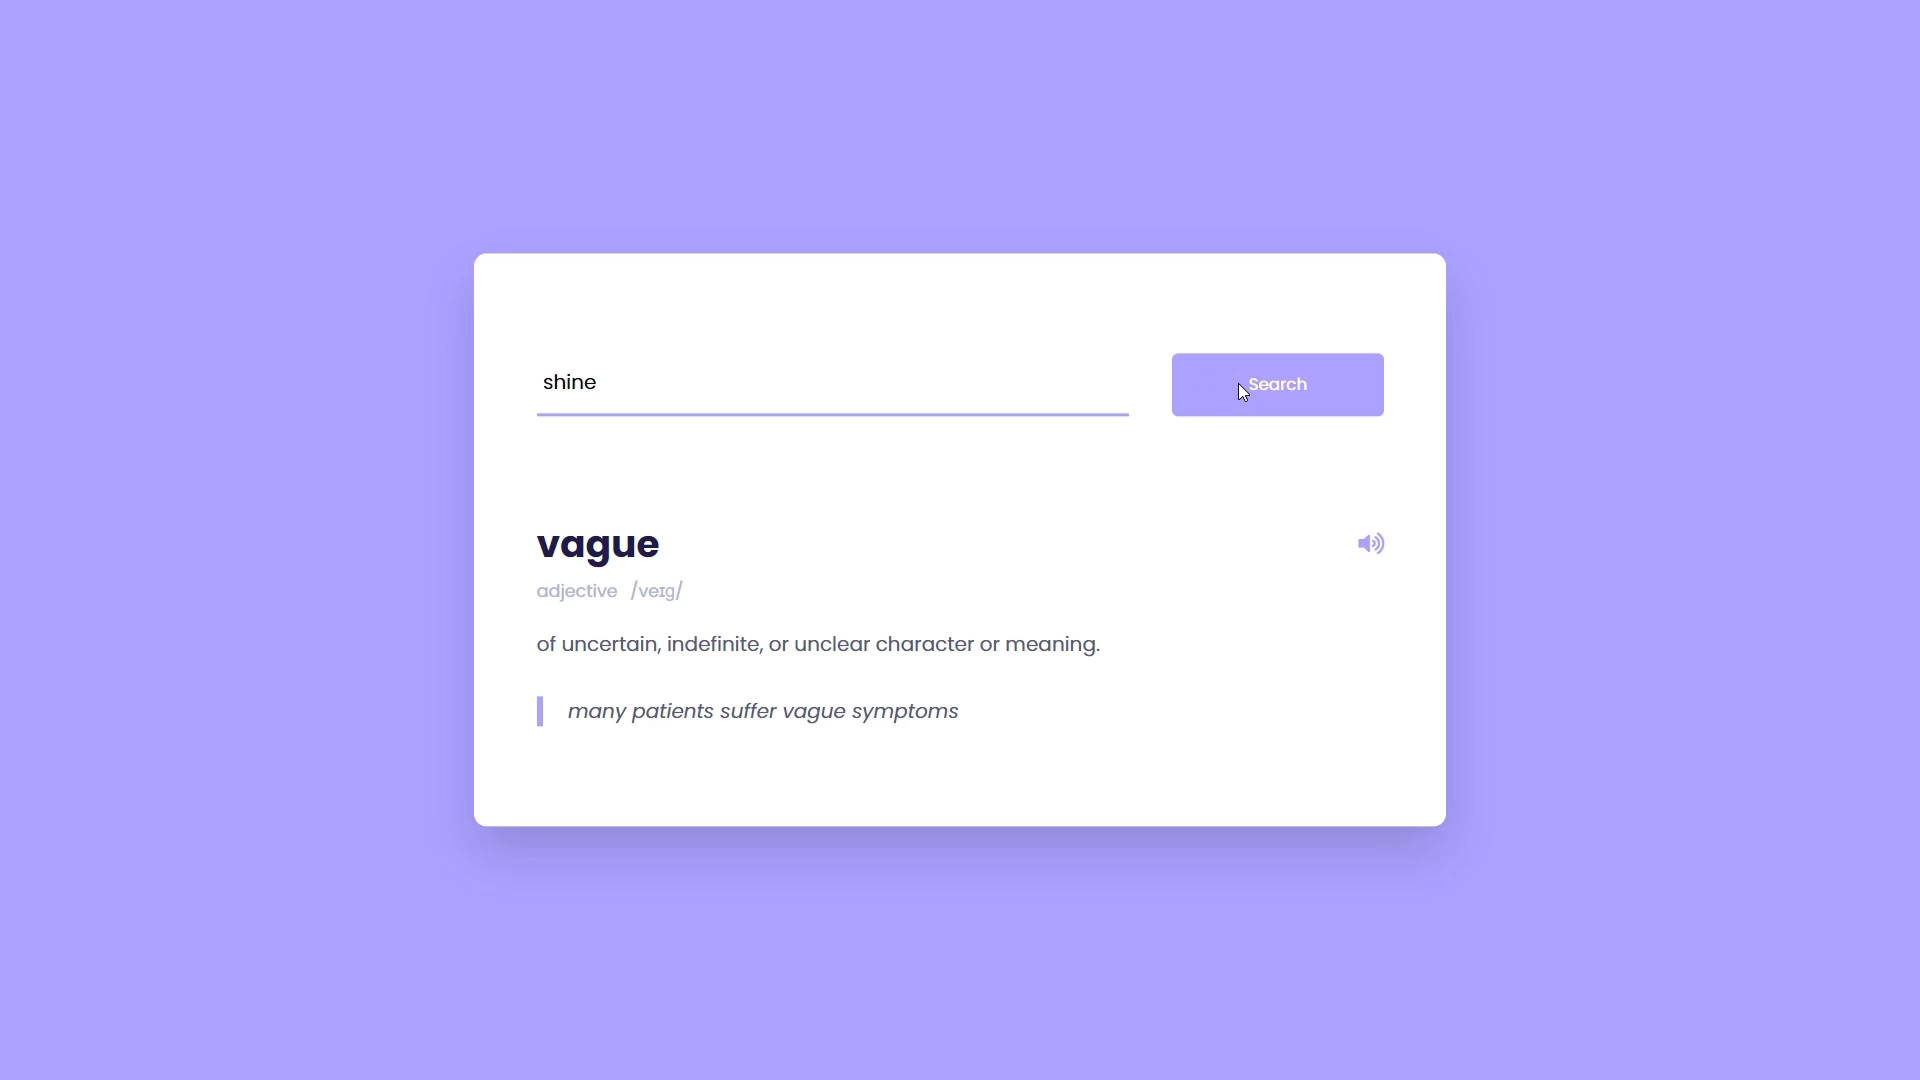 shine
Search
vague
adjective /veɪg/
of uncertain, indefinite, or unclear character or meaning.
many patients suffer vague symptoms